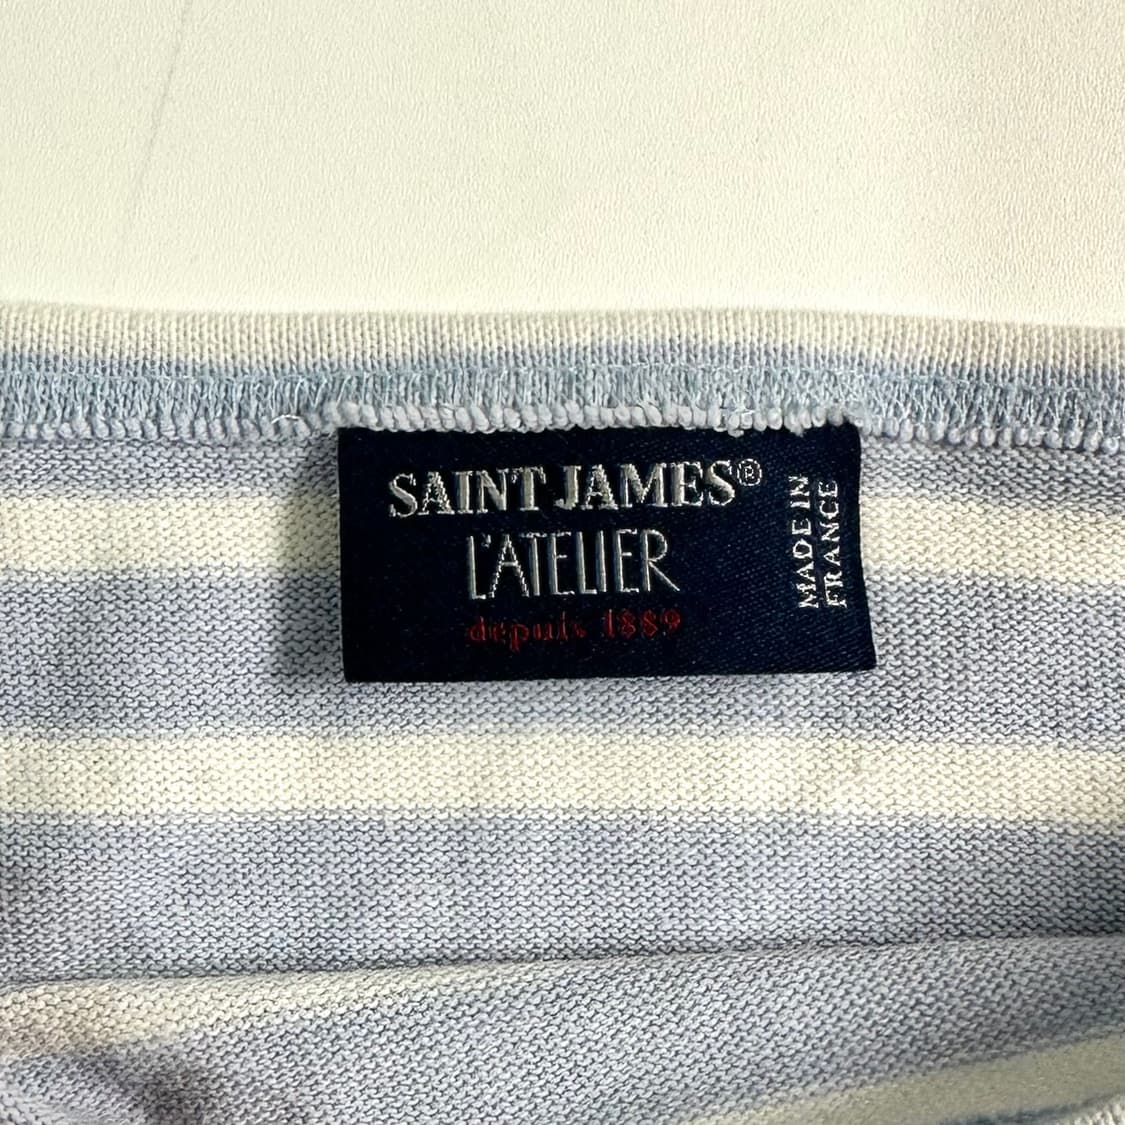 SAINT JAMES®
L'ATELIER
depuis 1889
MADE IN
FRANCE